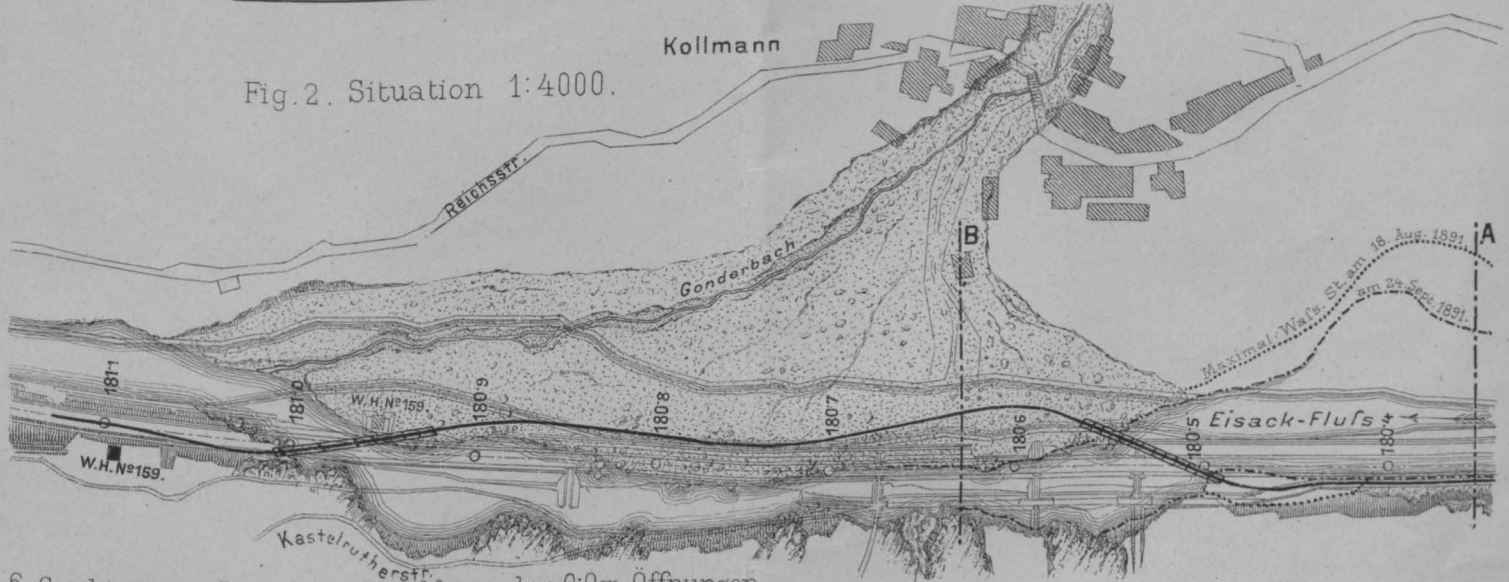 Kollmann
Fig. 2. Situation 1:4000.
Reichsstr.
Gonderbach
B
A
Maximal-Waſs. St. am 18. Aug. 1891.
am 24 Sept. 1891.
181·1
181·0
W.H. No 159.
180·9
180·8
180·7
180·6
180·5
180·4
Eisack-Fluſs
W.H. No 159.
Kastelrutherstr.
Öffnungen